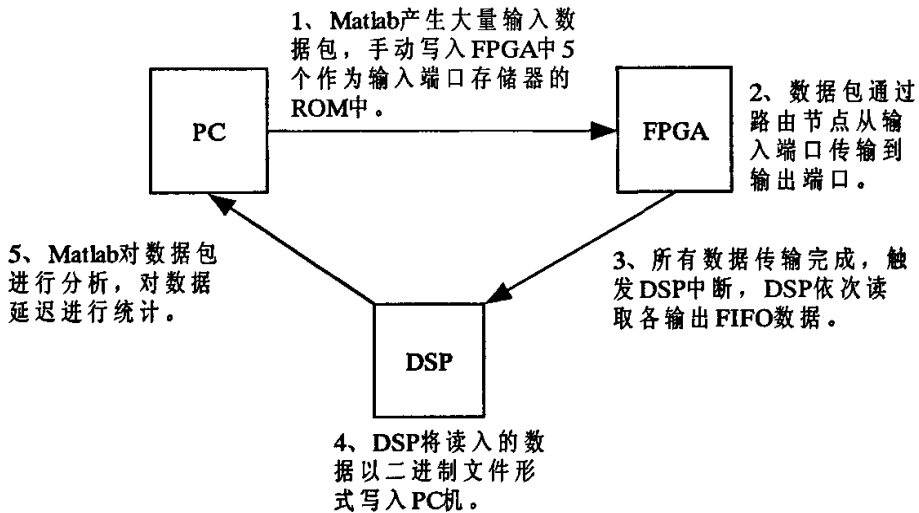 1、Matlab产生大量输入数
据包，手动写入FPGA中5
个作为输入端口存储器的
ROM中。
PC
FPGA
2、数据包通过
路由节点从输
入端口传输到
输出端口。
3、所有数据传输完成，触
发DSP中断，DSP依次读
取各输出FIFO数据。
DSP
4、DSP将读入的数
据以二进制文件形
式写入PC机。
5、Matlab对数据包
进行分析，对数据
延迟进行统计。